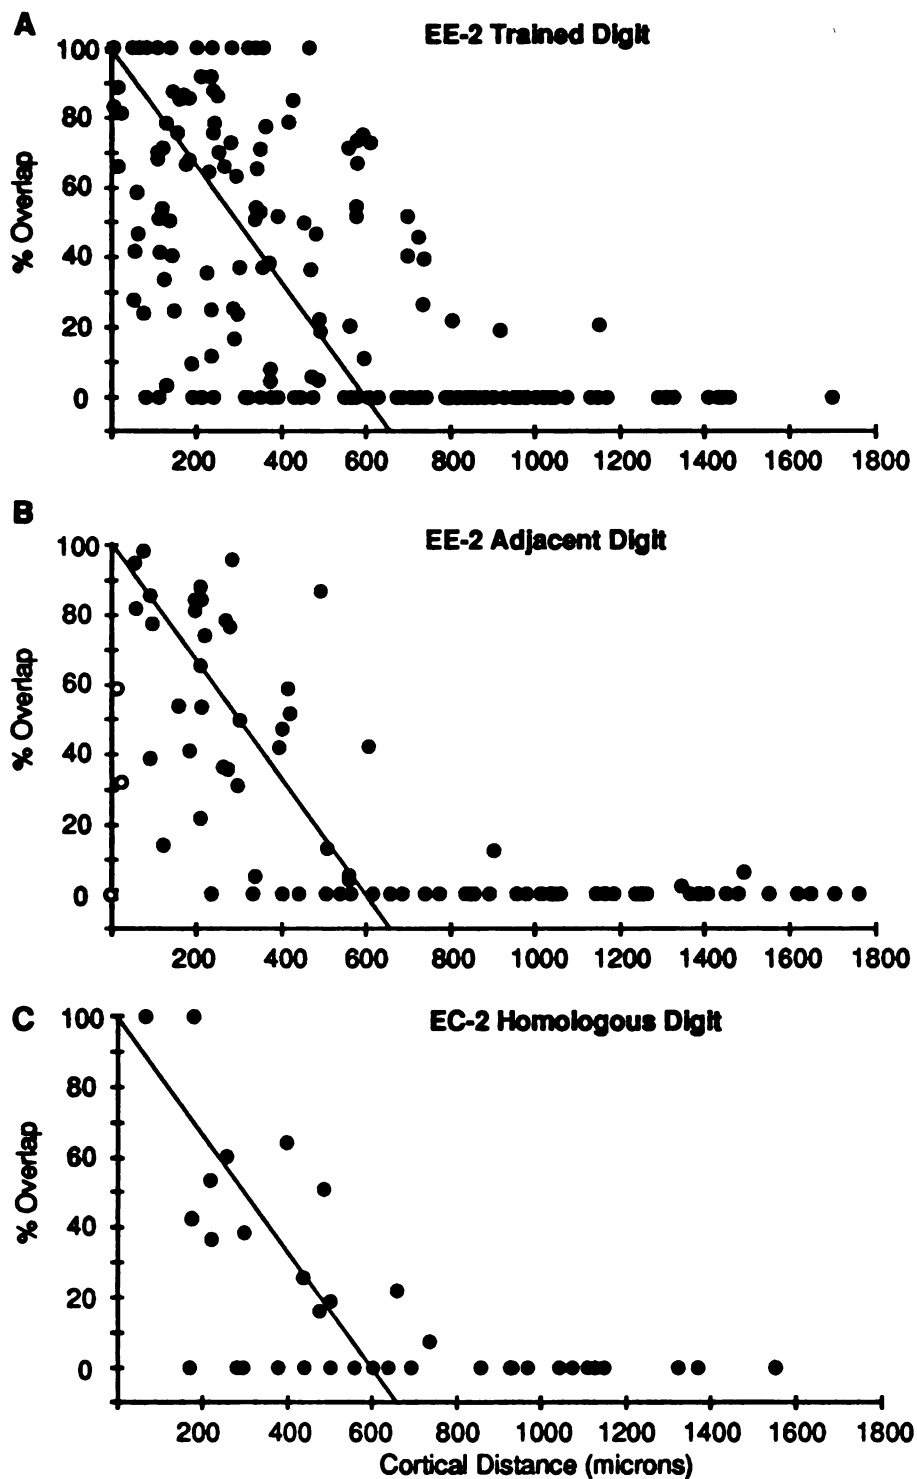 A
EE-2 Trained Digit
100
80
60
40
20
0
% Overlap
200 400 600 800 1000 1200 1400 1600 1800
B
EE-2 Adjacent Digit
100
80
60
40
20
0
% Overlap
200 400 600 800 1000 1200 1400 1600 1800
C
EC-2 Homologous Digit
100
80
60
40
20
0
% Overlap
200 400 600 800 1000 1200 1400 1600 1800
Cortical Distance (microns)